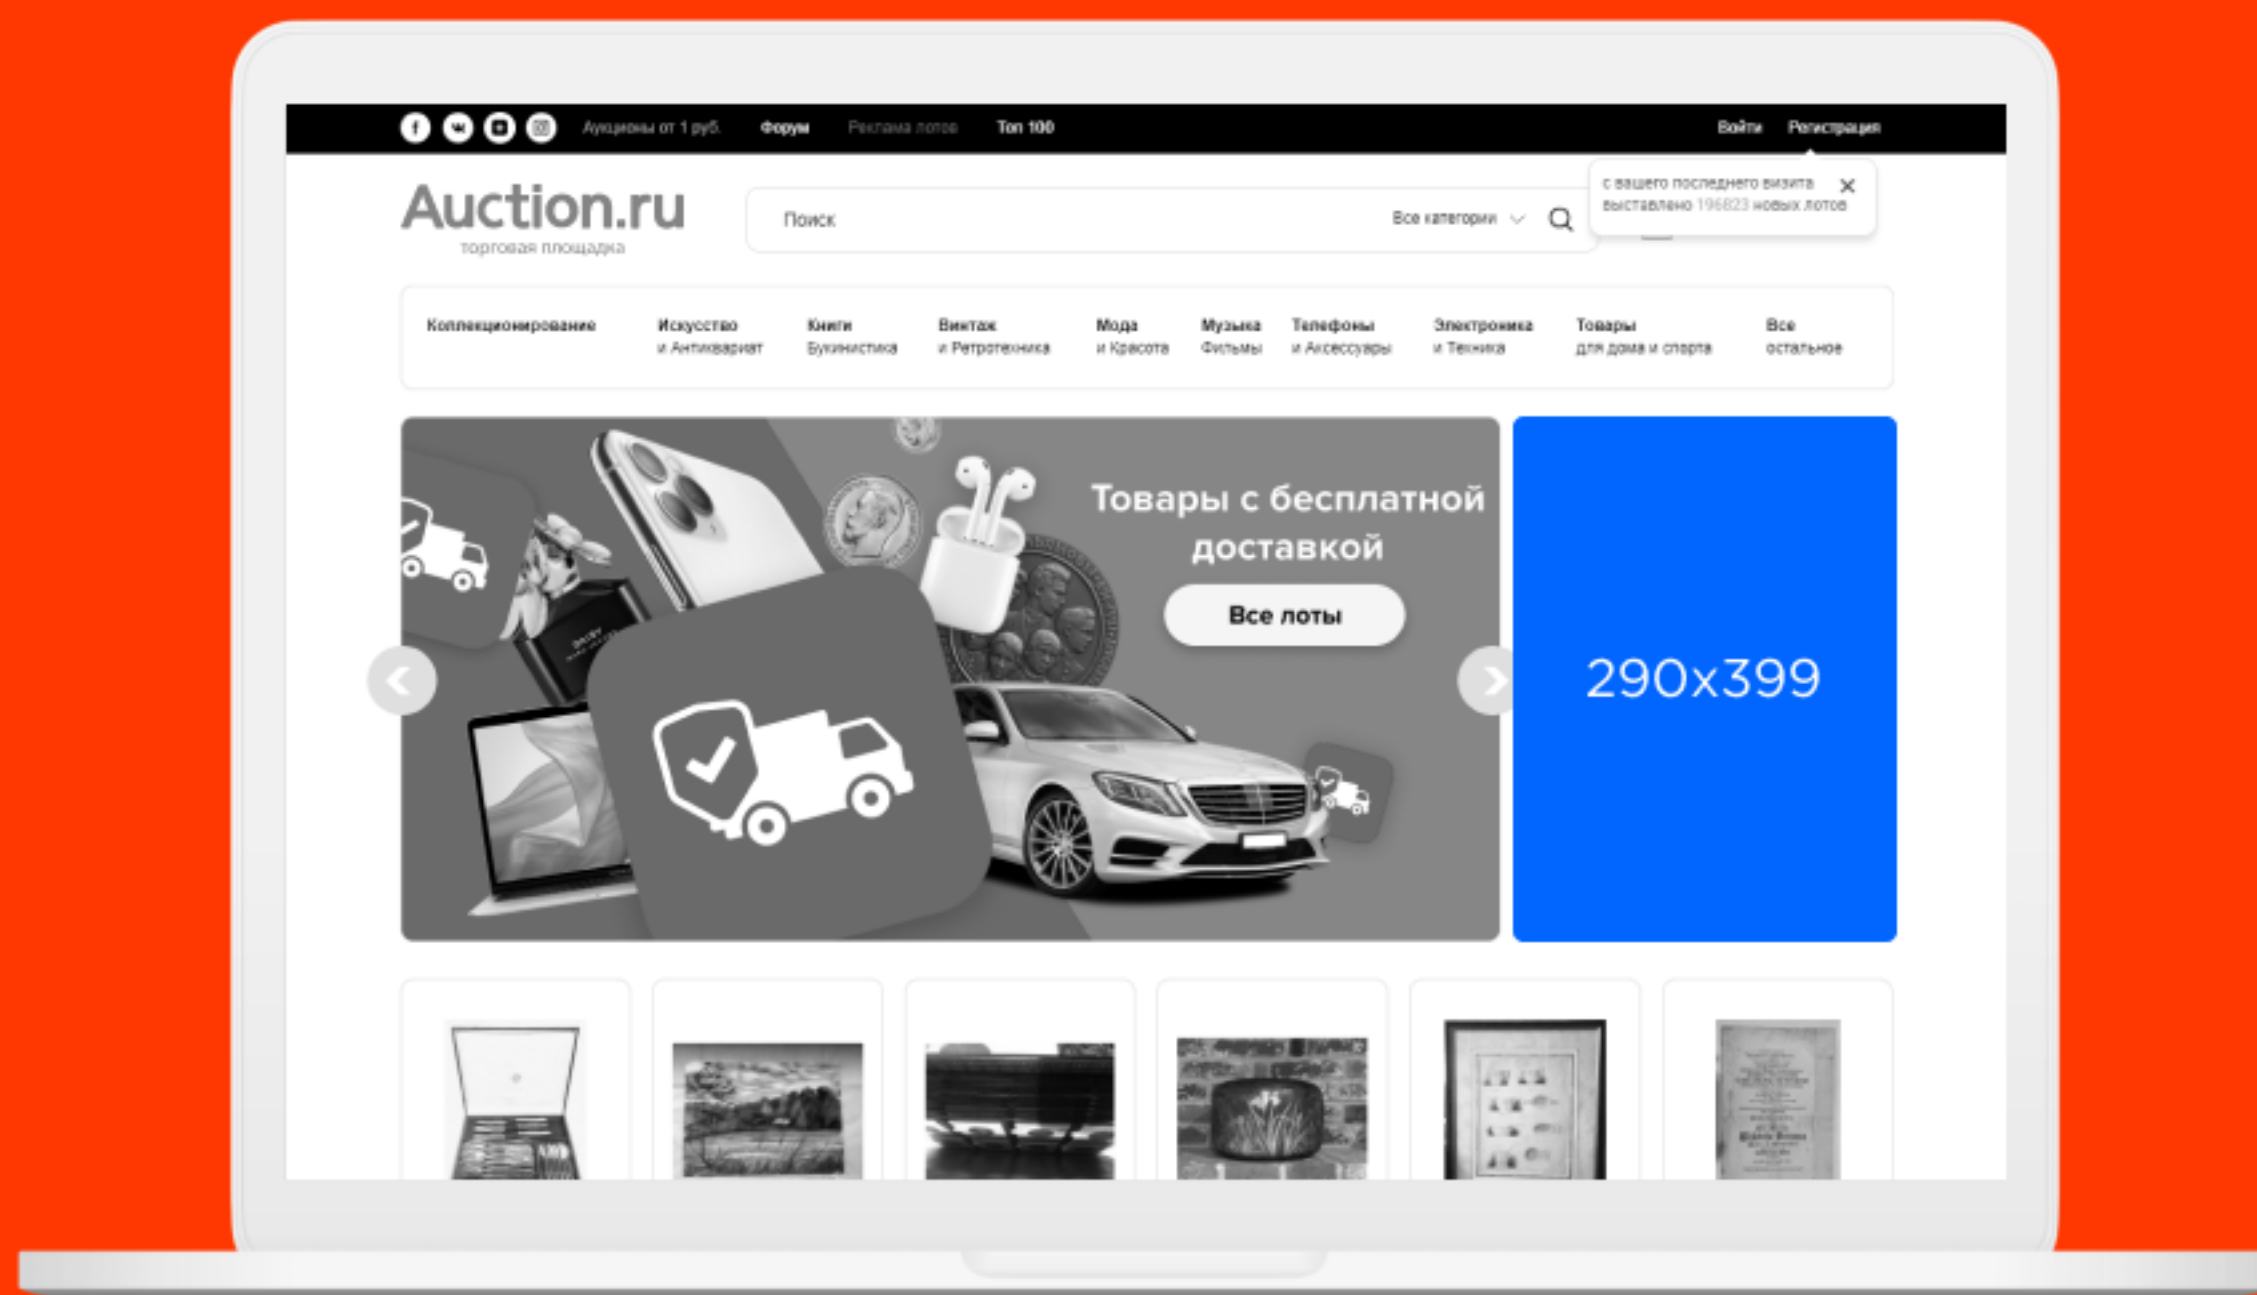 Аукционы от 1 руб. Форум Реклама лотов Топ 100 Войти Регистрация
Auction.ru
торговая площадка
Поиск Все категории
с вашего последнего визита
выставлено 196823 новых лотов
Коллекционирование Искусство Книги Винтаж Мода Музыка Телефоны Электроника Товары Все
и Антиквариат Букинистика и Ретротехника и Красота Фильмы и Аксессуары и Техника для дома и спорта остальное
Товары с бесплатной
доставкой
Все лоты
290x399